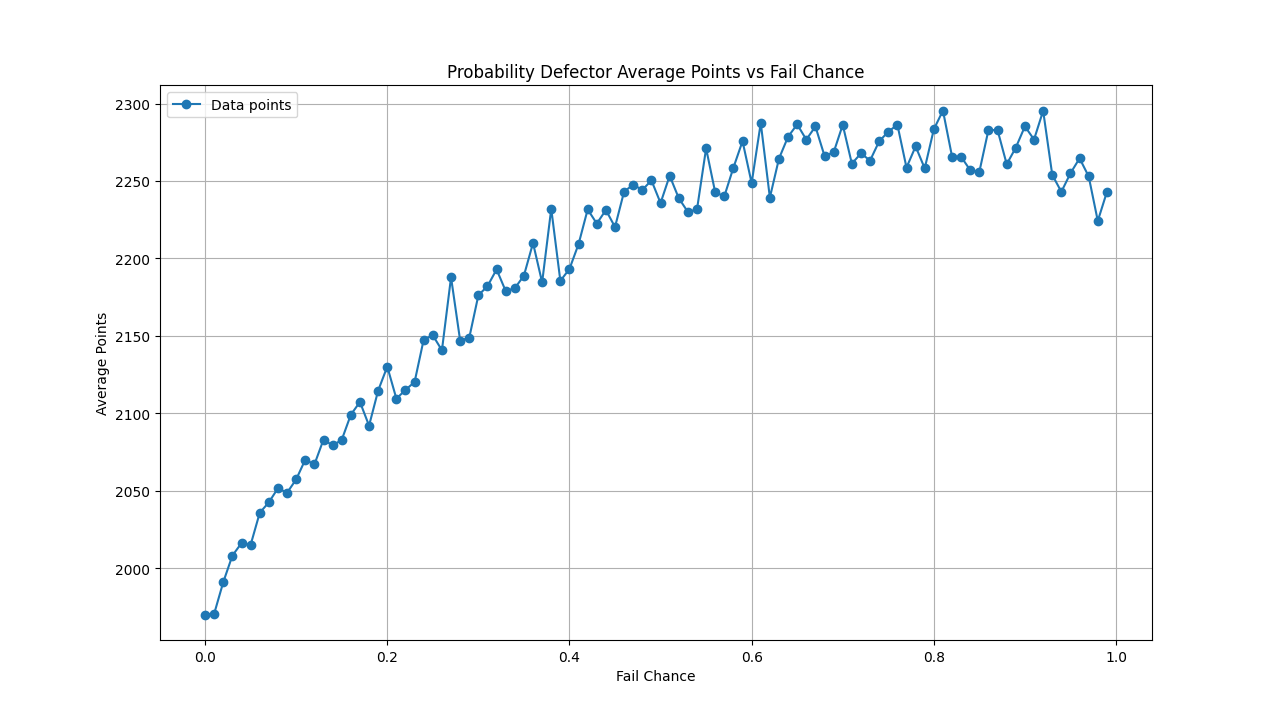 Probability Defector Average Points vs Fail Chance
Data points
2300
2250
2200
2150
2100
2050
2000
Average Points
0.0 0.2 0.4 0.6 0.8 1.0
Fail Chance